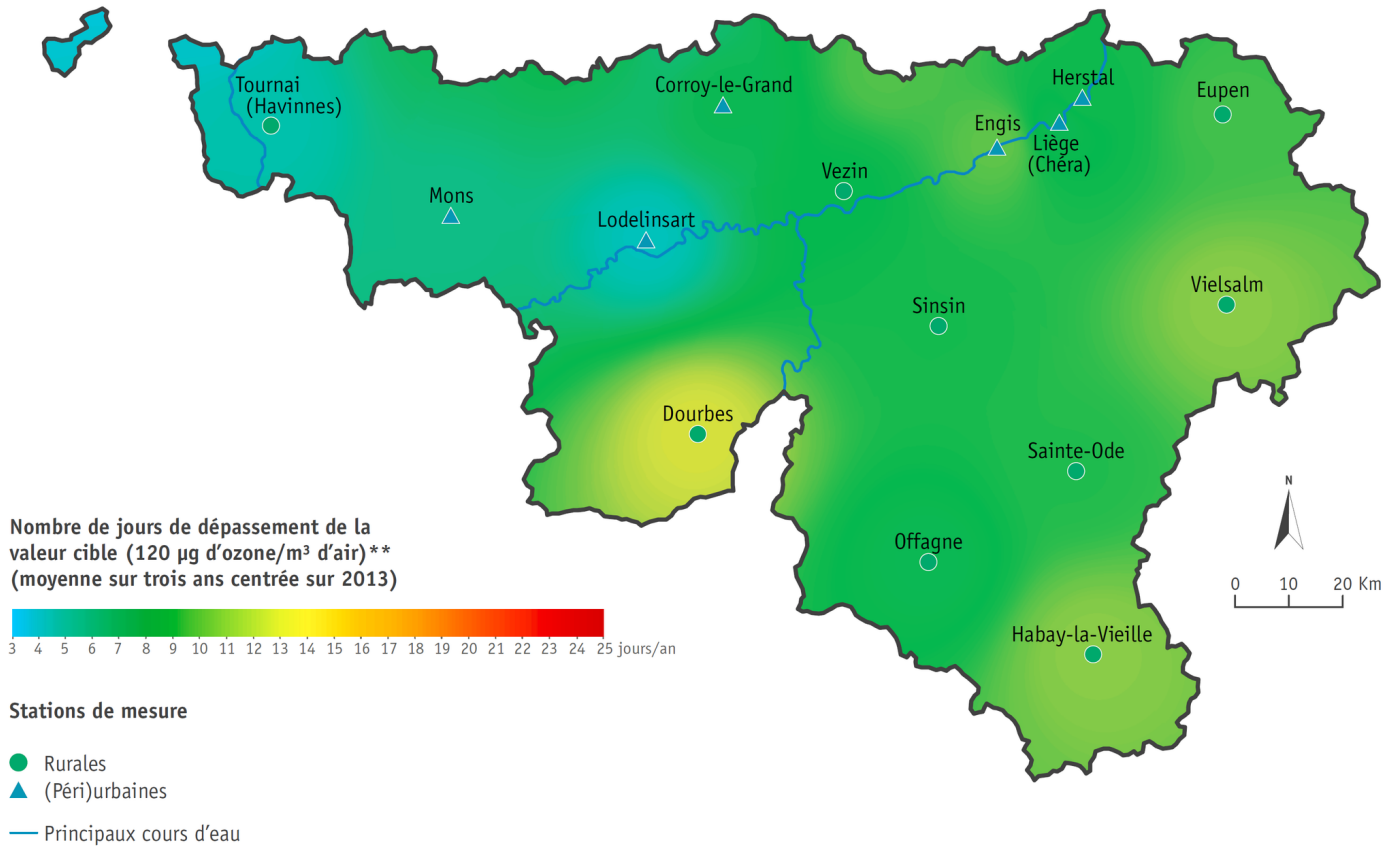 Tournai
(Havinnes)
Mons
Lodelinsart
Corroy-le-Grand
Vezin
Engis
Herstal
Liège
(Chéra)
Eupen
Vielsalm
Sinsin
Dourbes
Sainte-Ode
Offagne
Habay-la-Vieille
N
0 10 20 Km
Nombre de jours de dépassement de la
valeur cible (120 µg d’ozone/m³ d’air)**
(moyenne sur trois ans centrée sur 2013)
3 4 5 6 7 8 9 10 11 12 13 14 15 16 17 18 19 20 21 22 23 24 25 jours/an
Stations de mesure
Rurales
(Péri)urbaines
Principaux cours d’eau